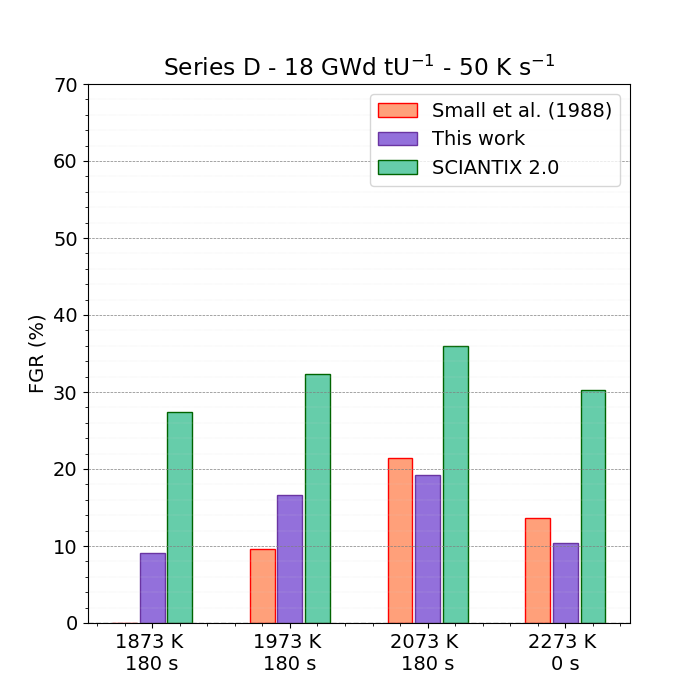 Series D - 18 GWd tU⁻¹ - 50 K s⁻¹
70
60
50
40
30
20
10
0
FGR (%)
Small et al. (1988)
This work
SCIANTIX 2.0
1873 K
180 s
1973 K
180 s
2073 K
180 s
2273 K
0 s